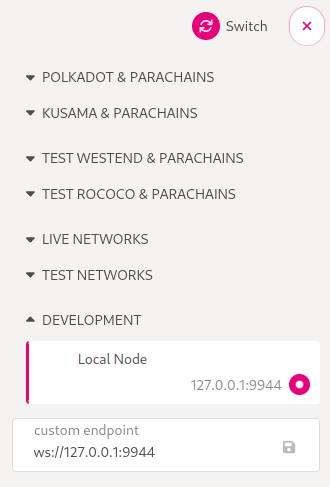 Switch
POLKADOT & PARACHAINS
KUSAMA & PARACHAINS
TEST WESTEND & PARACHAINS
TEST ROCOCO & PARACHAINS
LIVE NETWORKS
TEST NETWORKS
DEVELOPMENT
Local Node
127.0.0.1:9944
custom endpoint
ws://127.0.0.1:9944